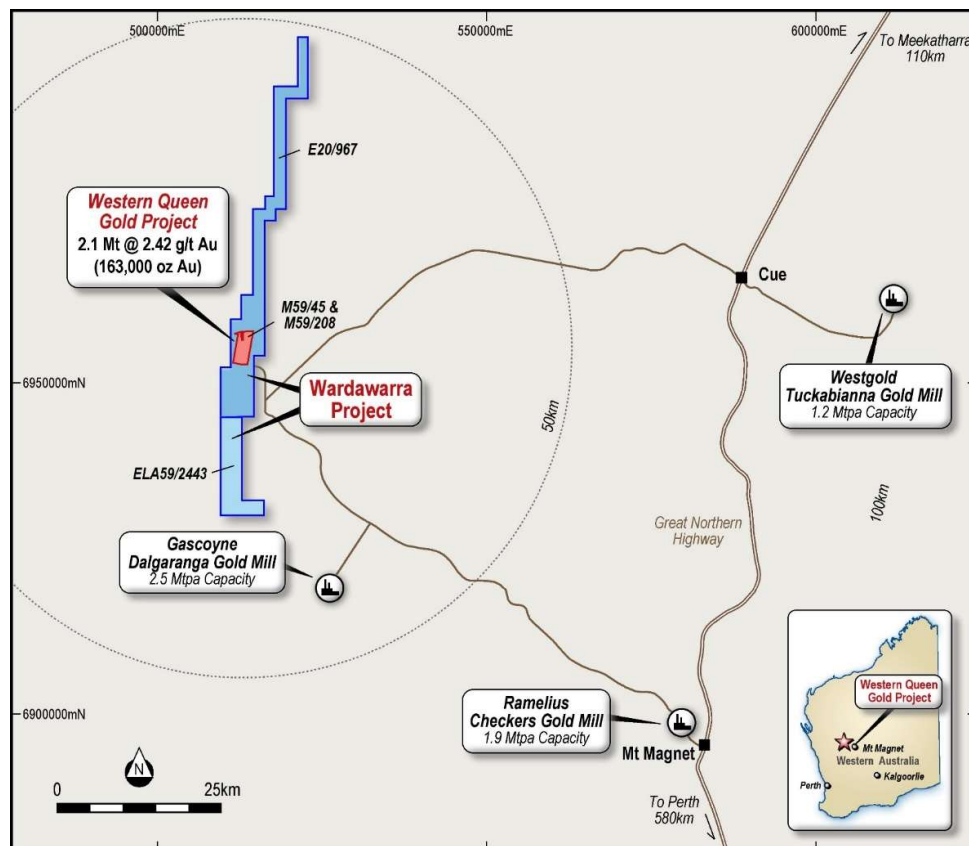 500000mE
550000mE
600000mE
To Meekatharra
110km
E20/967
Western Queen
Gold Project
2.1 Mt @ 2.42 g/t Au
(163,000 oz Au)
M59/45 &
M59/208
Cue
6950000mN
Wardawarra
Project
50km
Westgold
Tuckabianna Gold Mill
1.2 Mtpa Capacity
ELA59/2443
100km
Great Northern
Highway
Gascoyne
Dalgaranga Gold Mill
2.5 Mtpa Capacity
6900000mN
Ramelius
Checkers Gold Mill
1.9 Mtpa Capacity
Mt Magnet
N
0
25km
To Perth
580km
Western Queen
Gold Project
Mt Magnet
Western Australia
Kalgoorlie
Perth